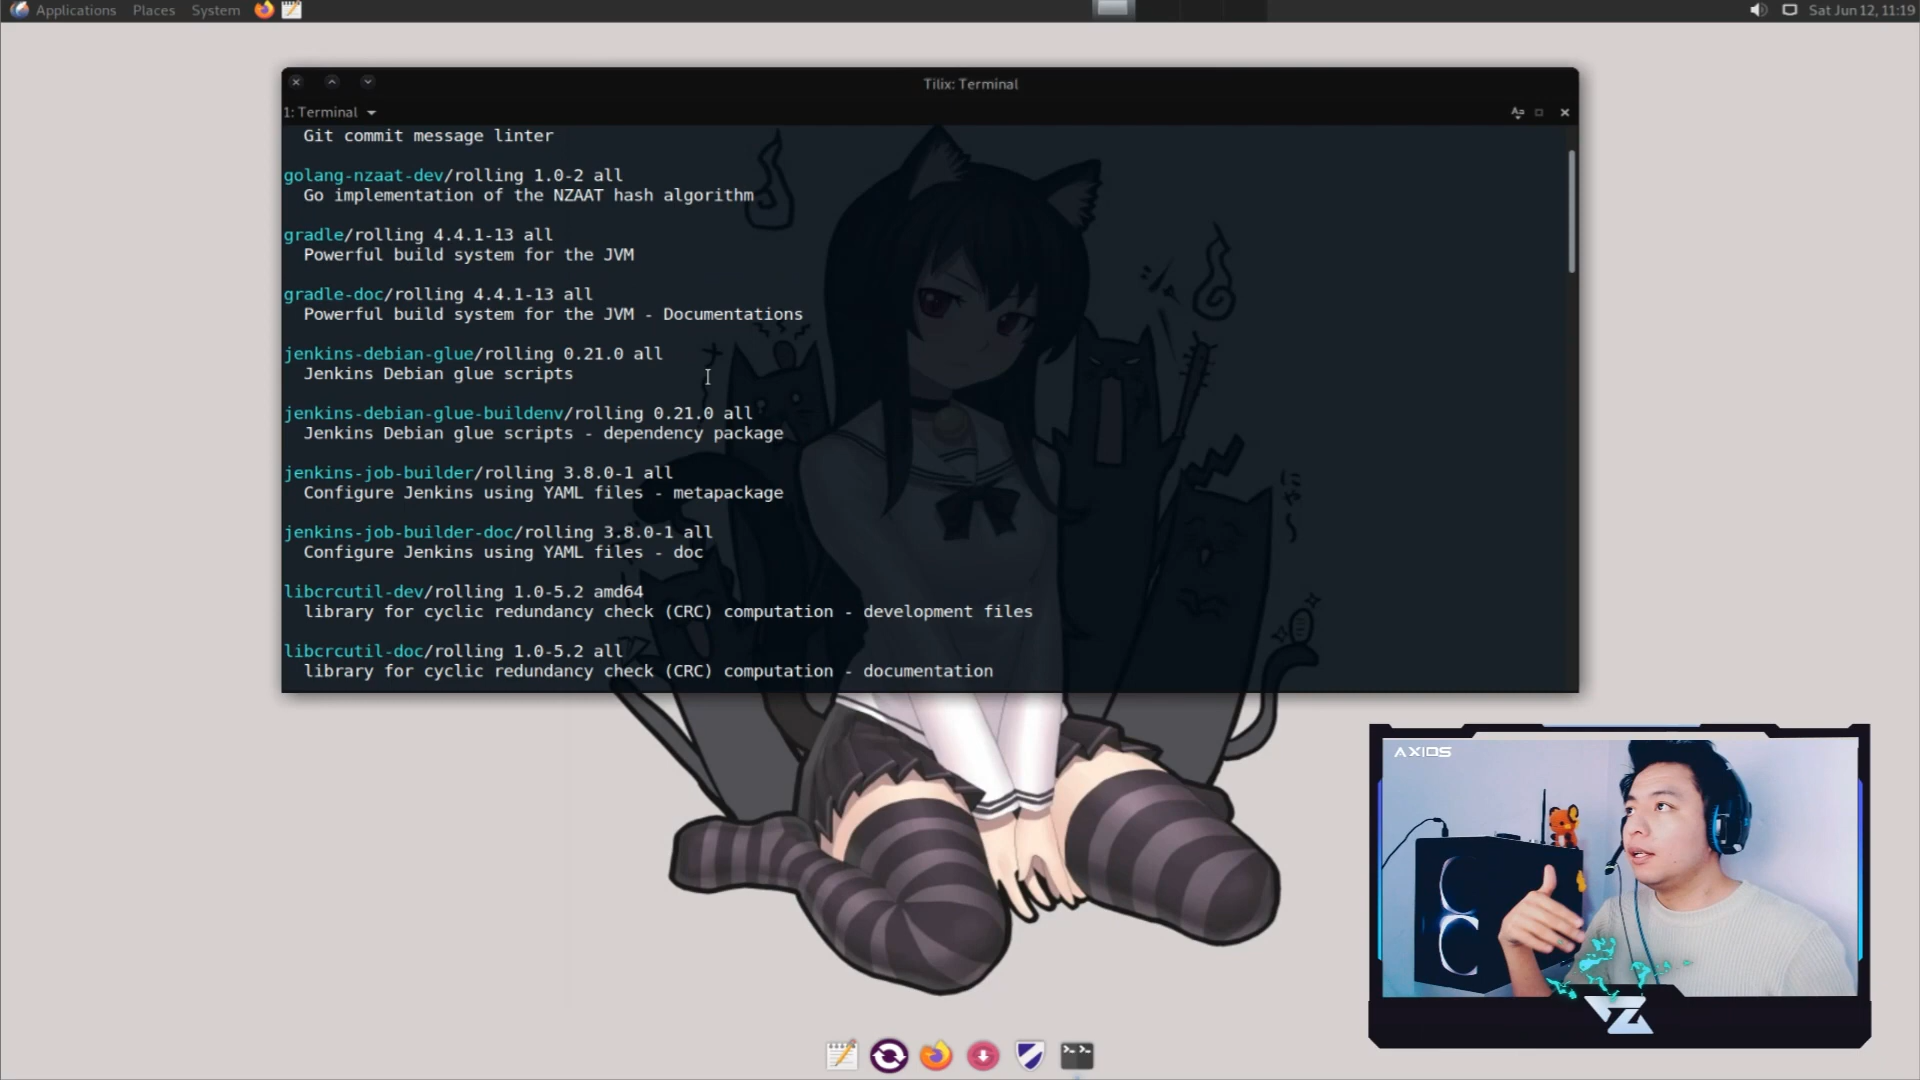 Applications Places System
Sat Jun 12, 11:19
Tilix: Terminal
1: Terminal
Git commit message linter
golang-nzaat-dev/rolling 1.0-2 all
Go implementation of the NZAAT hash algorithm
gradle/rolling 4.4.1-13 all
Powerful build system for the JVM
gradle-doc/rolling 4.4.1-13 all
Powerful build system for the JVM - Documentations
jenkins-debian-glue/rolling 0.21.0 all
Jenkins Debian glue scripts
jenkins-debian-glue-buildenv/rolling 0.21.0 all
Jenkins Debian glue scripts - dependency package
jenkins-job-builder/rolling 3.8.0-1 all
Configure Jenkins using YAML files - metapackage
jenkins-job-builder-doc/rolling 3.8.0-1 all
Configure Jenkins using YAML files - doc
libcrcutil-dev/rolling 1.0-5.2 amd64
library for cyclic redundancy check (CRC) computation - development files
libcrcutil-doc/rolling 1.0-5.2 all
library for cyclic redundancy check (CRC) computation - documentation
AXIOS